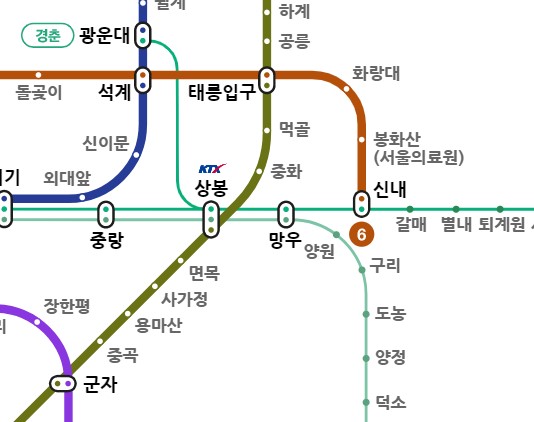 월계
하계
경춘
광운대
공릉
화랑대
돌곶이
석계
태릉입구
먹골
봉화산
(서울의료원)
신이문
외대앞
KTX
상봉
중화
신내
중랑
망우
6
갈매
별내
퇴계원
양원
구리
면목
사가정
장한평
용마산
도농
중곡
양정
군자
덕소